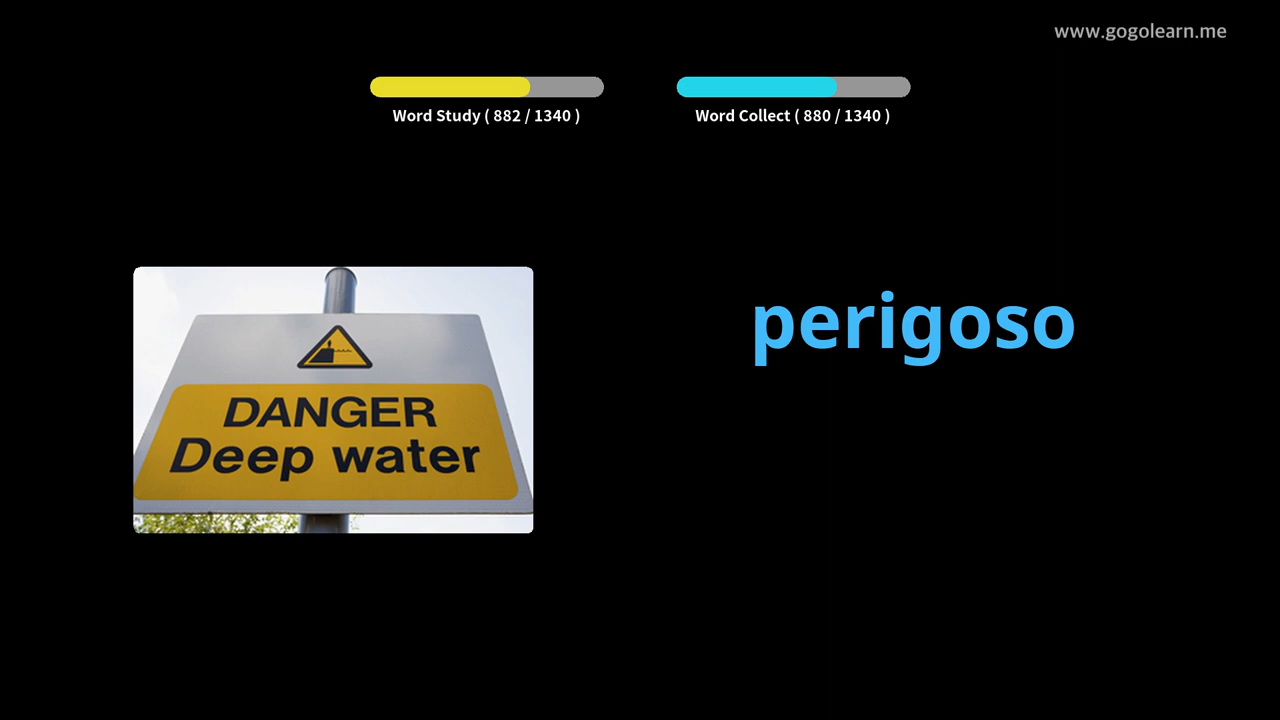 www.gogolearn.me
Word Study ( 882 / 1340 )
Word Collect ( 880 / 1340 )
perigoso
DANGER
Deep water